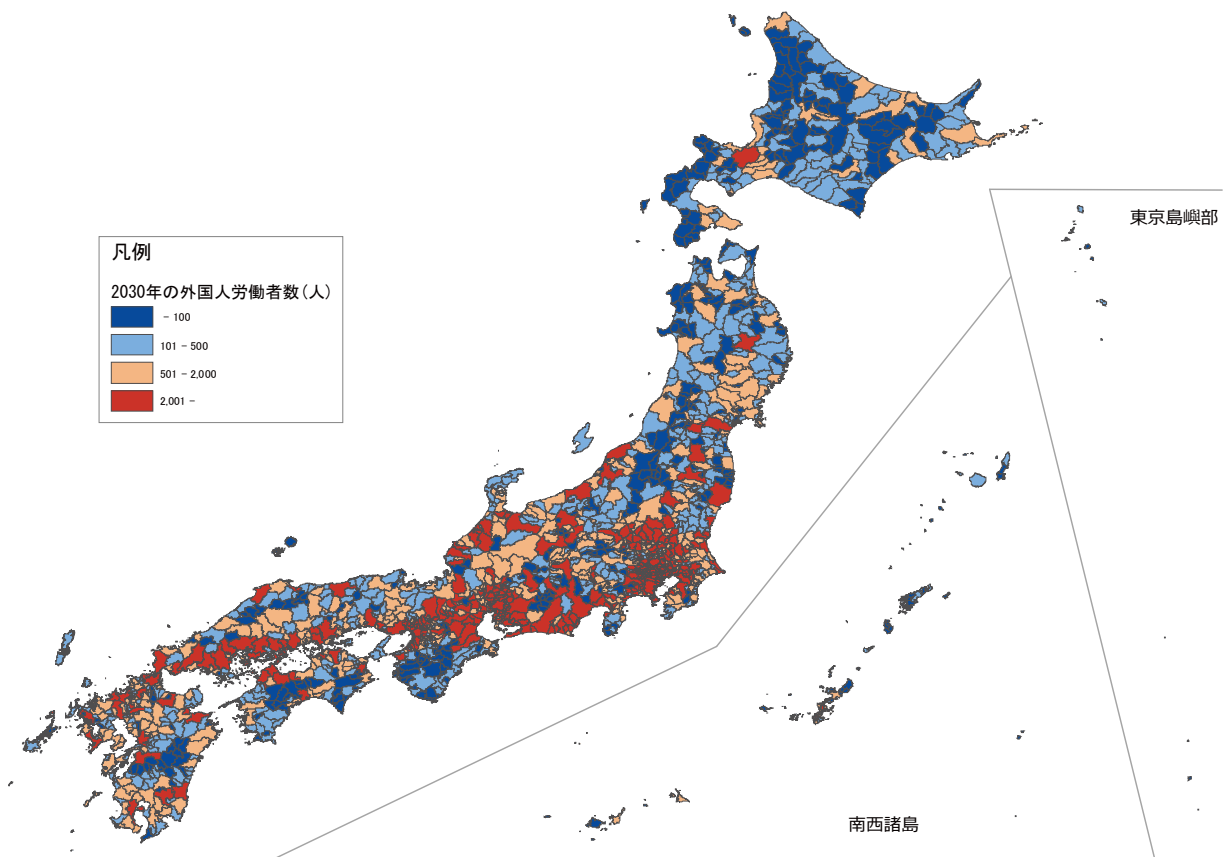 東京島嶼部
凡例
2030年の外国人労働者数(人)
- 100
101 - 500
501 - 2,000
2,001 -
南西諸島